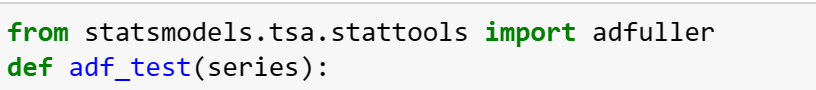 from statsmodels.tsa.stattools import adfuller
def adf_test(series):